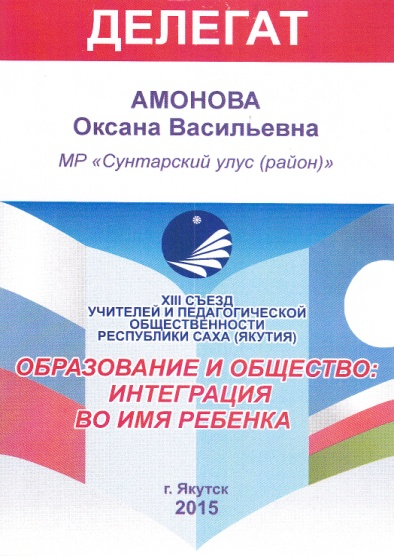 ДЕЛЕГАТ
АМОНОВА
Оксана Васильевна
МР «Сунтарский улус (район)»
XIII СЪЕЗД
УЧИТЕЛЕЙ И ПЕДАГОГИЧЕСКОЙ
ОБЩЕСТВЕННОСТИ
РЕСПУБЛИКИ САХА (ЯКУТИЯ)
ОБРАЗОВАНИЕ И ОБЩЕСТВО:
ИНТЕГРАЦИЯ
ВО ИМЯ РЕБЕНКА
г. Якутск
2015